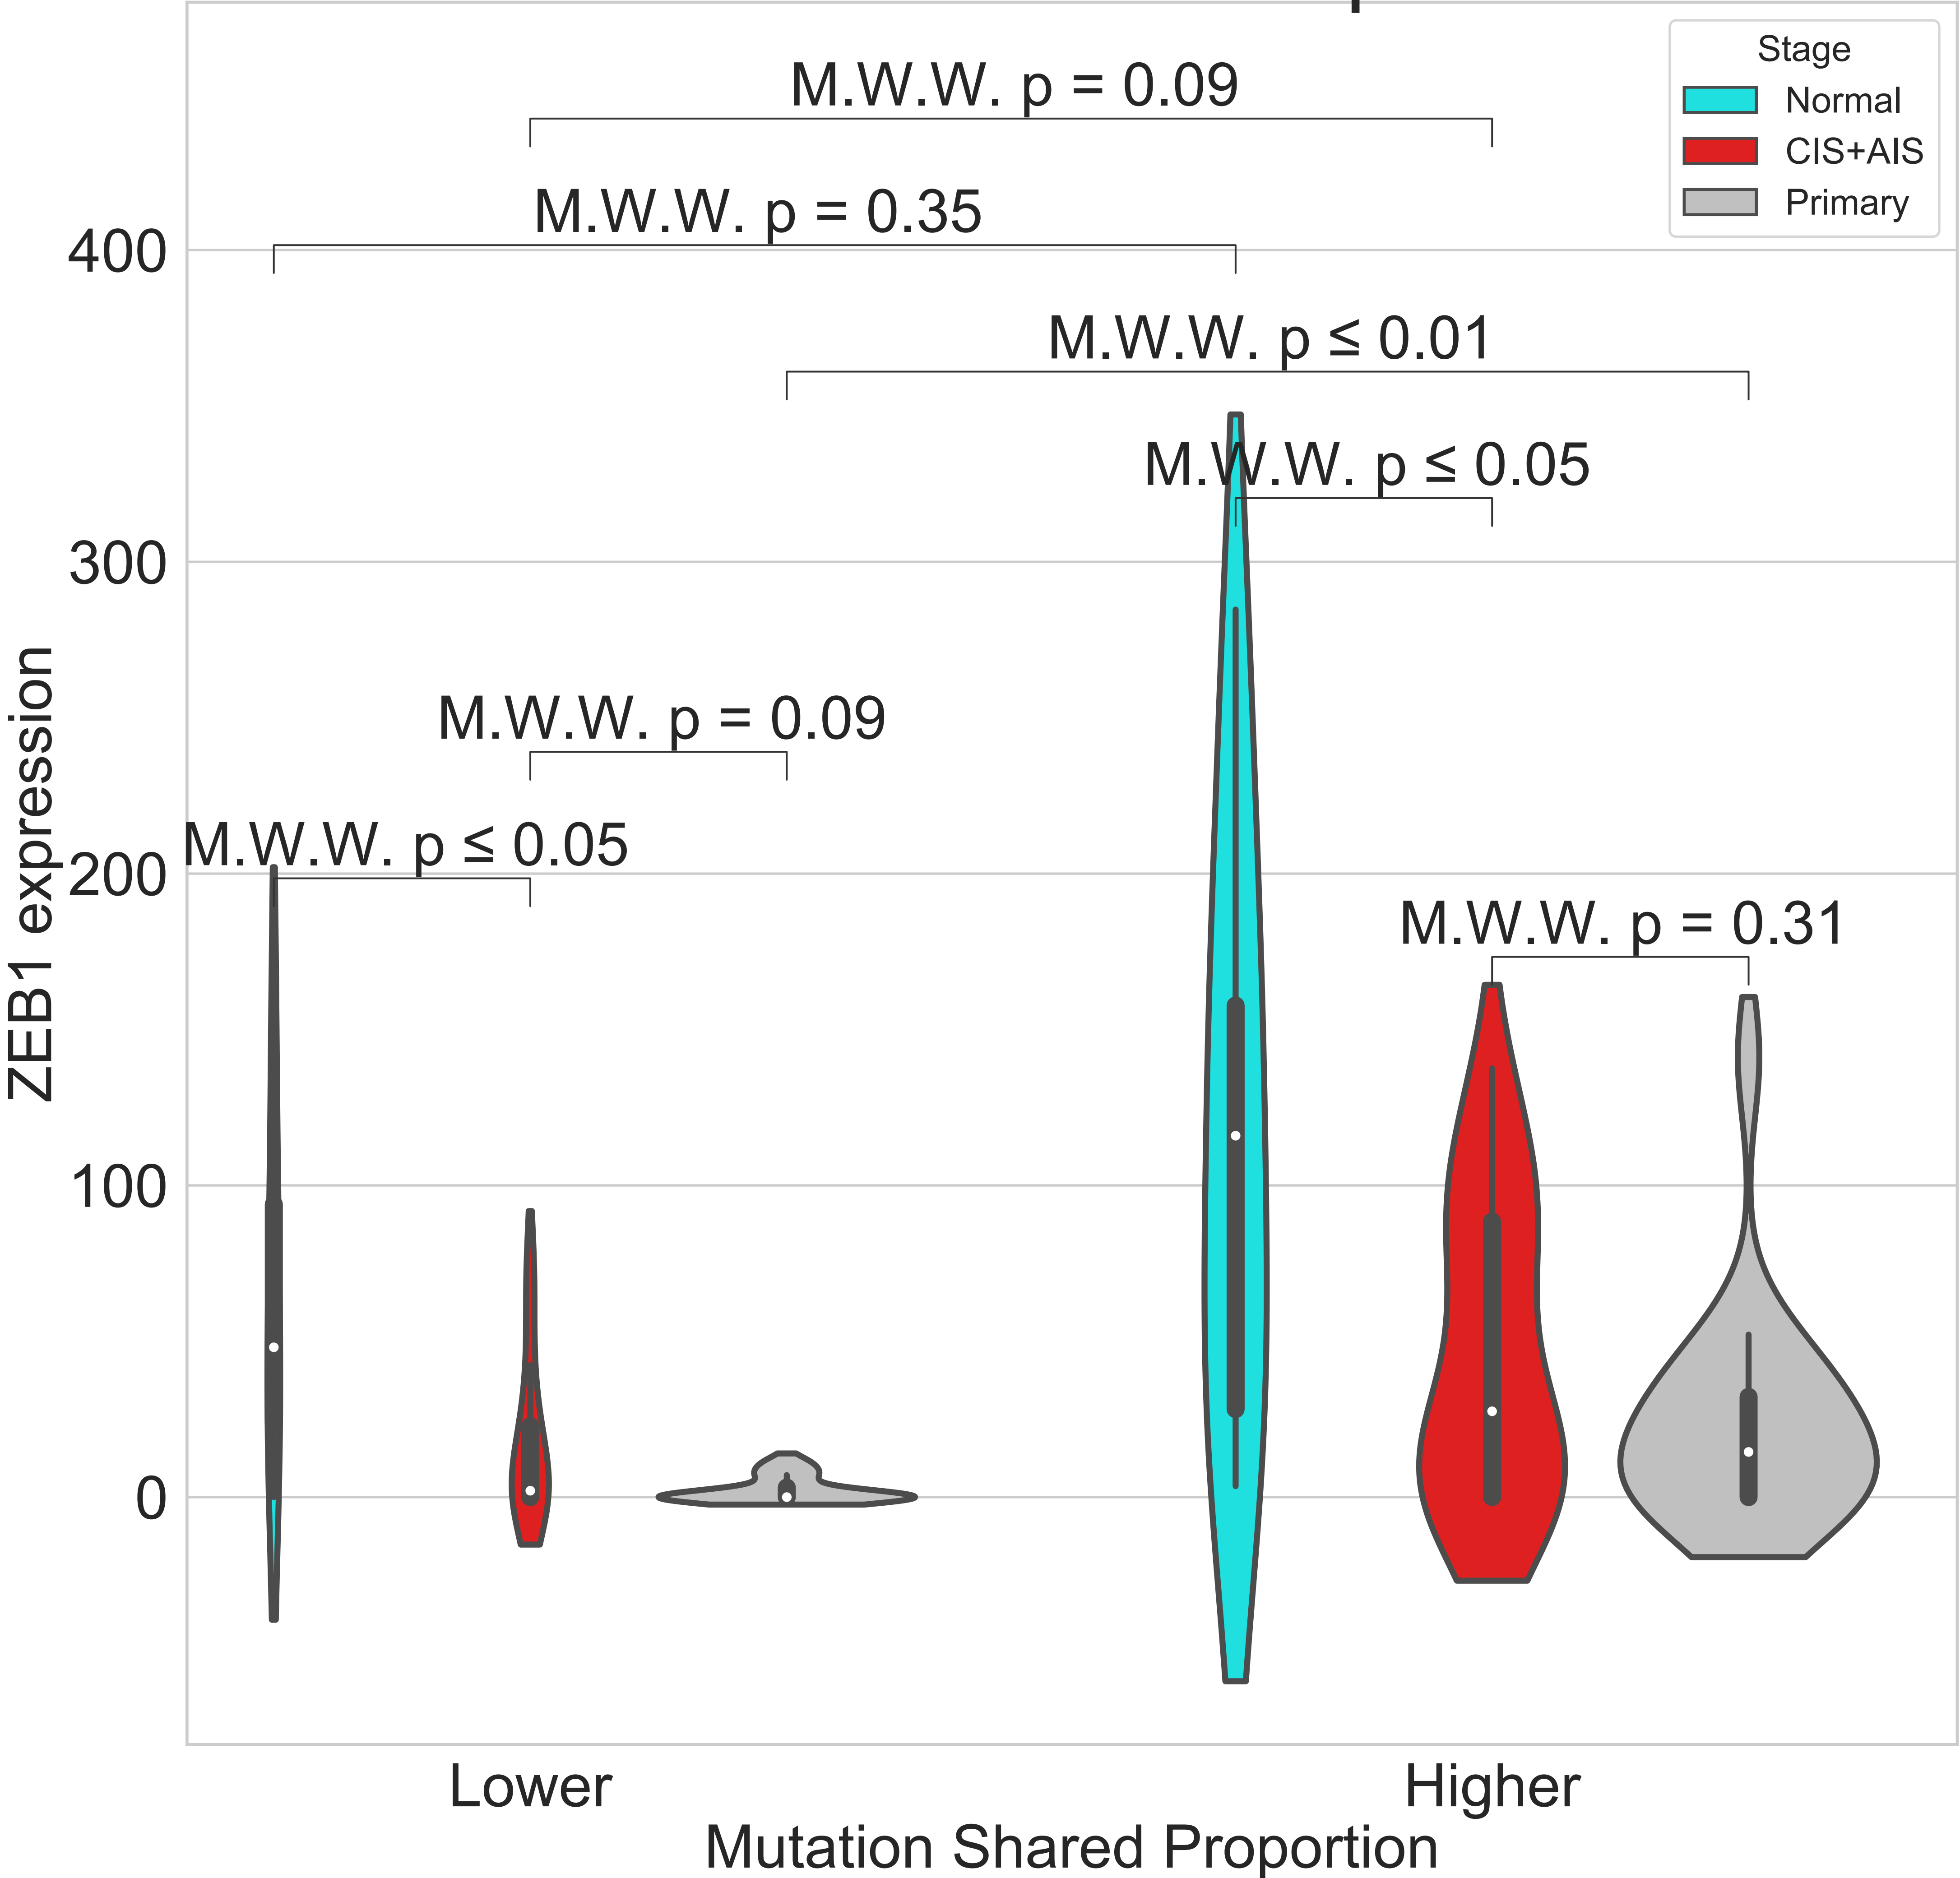 Stage
Normal
CIS+AIS
Primary
M.W.W. p = 0.09
M.W.W. p = 0.35
M.W.W. p ≤ 0.01
M.W.W. p ≤ 0.05
M.W.W. p = 0.09
M.W.W. p ≤ 0.05
M.W.W. p = 0.31
400
300
200
100
0
ZEB1 expression
Lower
Higher
Mutation Shared Proportion